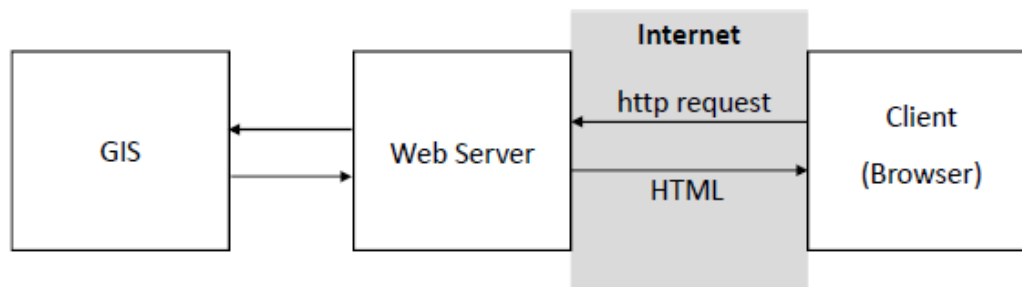 Internet
http request
GIS
Web Server
HTML
Client
(Browser)